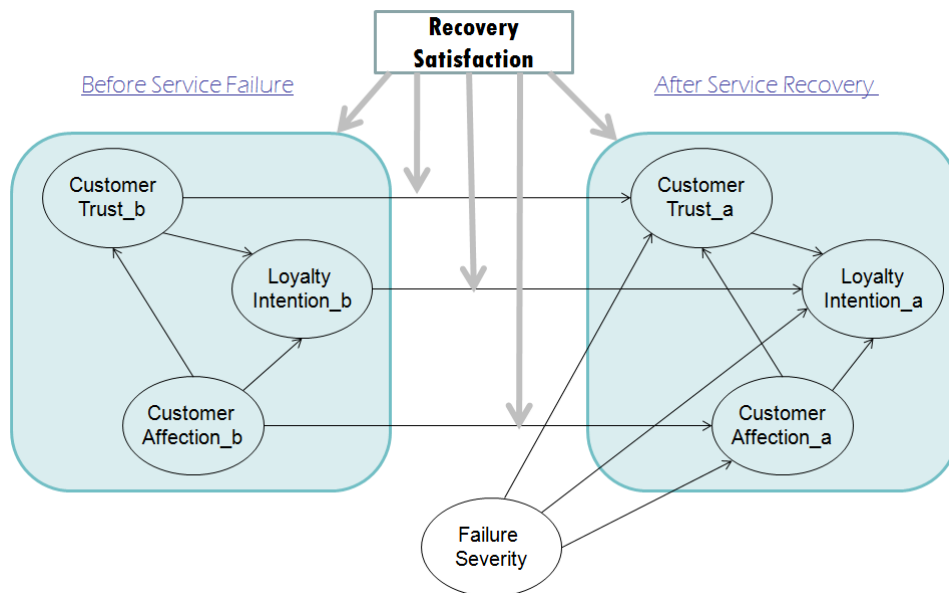 Recovery
Satisfaction
Before Service Failure
After Service Recovery
Customer
Trust_b
Loyalty
Intention_b
Customer
Affection_b
Customer
Trust_a
Loyalty
Intention_a
Customer
Affection_a
Failure
Severity